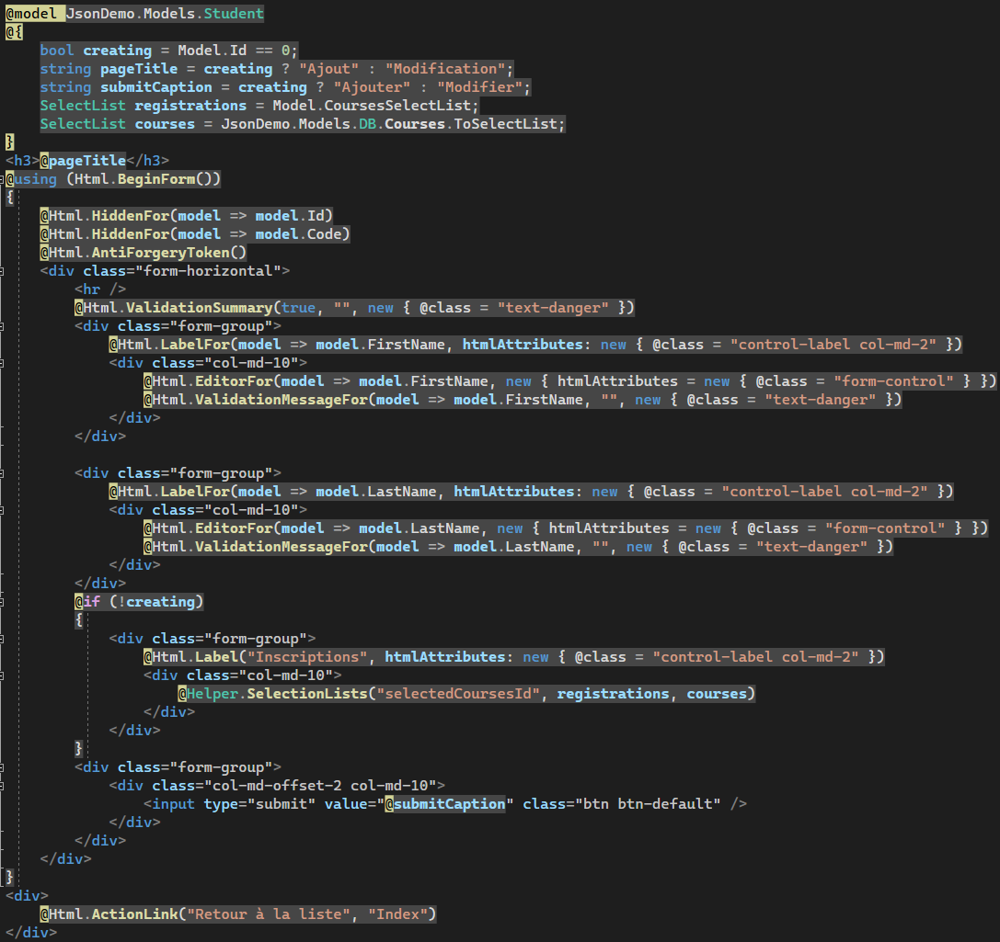 @model JsonDemo.Models.Student
@{
    bool creating = Model.Id == 0;
    string pageTitle = creating ? "Ajout" : "Modification";
    string submitCaption = creating ? "Ajouter" : "Modifier";
    SelectList registrations = Model.CoursesSelectList;
    SelectList courses = JsonDemo.Models.DB.Courses.ToSelectList;
}
<h3>@pageTitle</h3>
@using (Html.BeginForm())
{
    @Html.HiddenFor(model => model.Id)
    @Html.HiddenFor(model => model.Code)
    @Html.AntiForgeryToken()
    <div class="form-horizontal">
        <hr />
        @Html.ValidationSummary(true, "", new { @class = "text-danger" })
        <div class="form-group">
            @Html.LabelFor(model => model.FirstName, htmlAttributes: new { @class = "control-label col-md-2" })
            <div class="col-md-10">
                @Html.EditorFor(model => model.FirstName, new { htmlAttributes = new { @class = "form-control" } })
                @Html.ValidationMessageFor(model => model.FirstName, "", new { @class = "text-danger" })
            </div>
        </div>

        <div class="form-group">
            @Html.LabelFor(model => model.LastName, htmlAttributes: new { @class = "control-label col-md-2" })
            <div class="col-md-10">
                @Html.EditorFor(model => model.LastName, new { htmlAttributes = new { @class = "form-control" } })
                @Html.ValidationMessageFor(model => model.LastName, "", new { @class = "text-danger" })
            </div>
        </div>
        @if (!creating)
        {
            <div class="form-group">
                @Html.Label("Inscriptions", htmlAttributes: new { @class = "control-label col-md-2" })
                <div class="col-md-10">
                    @Helper.SelectionLists("selectedCoursesId", registrations, courses)
                </div>
            </div>
        }
        <div class="form-group">
            <div class="col-md-offset-2 col-md-10">
                <input type="submit" value="@submitCaption" class="btn btn-default" />
            </div>
        </div>
    </div>
}
<div>
    @Html.ActionLink("Retour à la liste", "Index")
</div>